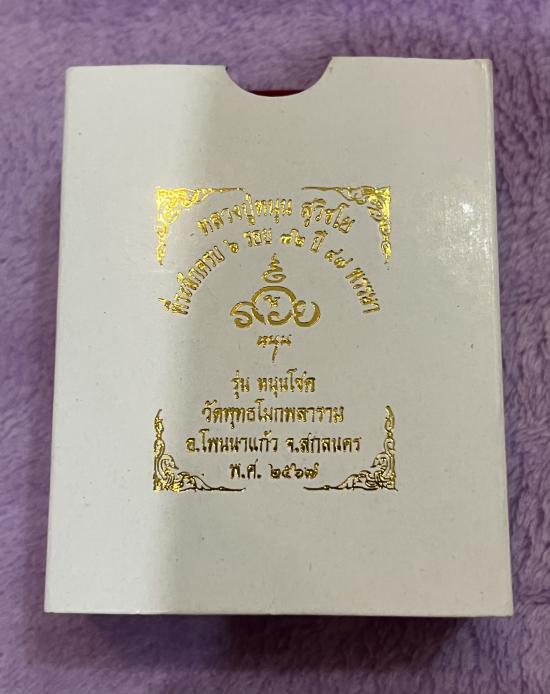 หลวงปู่หนุน สุวิชโย
ที่ระลึกครบ ๖ รอบ ๗๒ ปี ๔๗ พรรษา
หนุน
รุ่น หนุนโชค
วัดพุทธโมกพลาราม
อ.โพนนาแก้ว จ.สกลนคร
พ.ศ. ๒๕๖๗